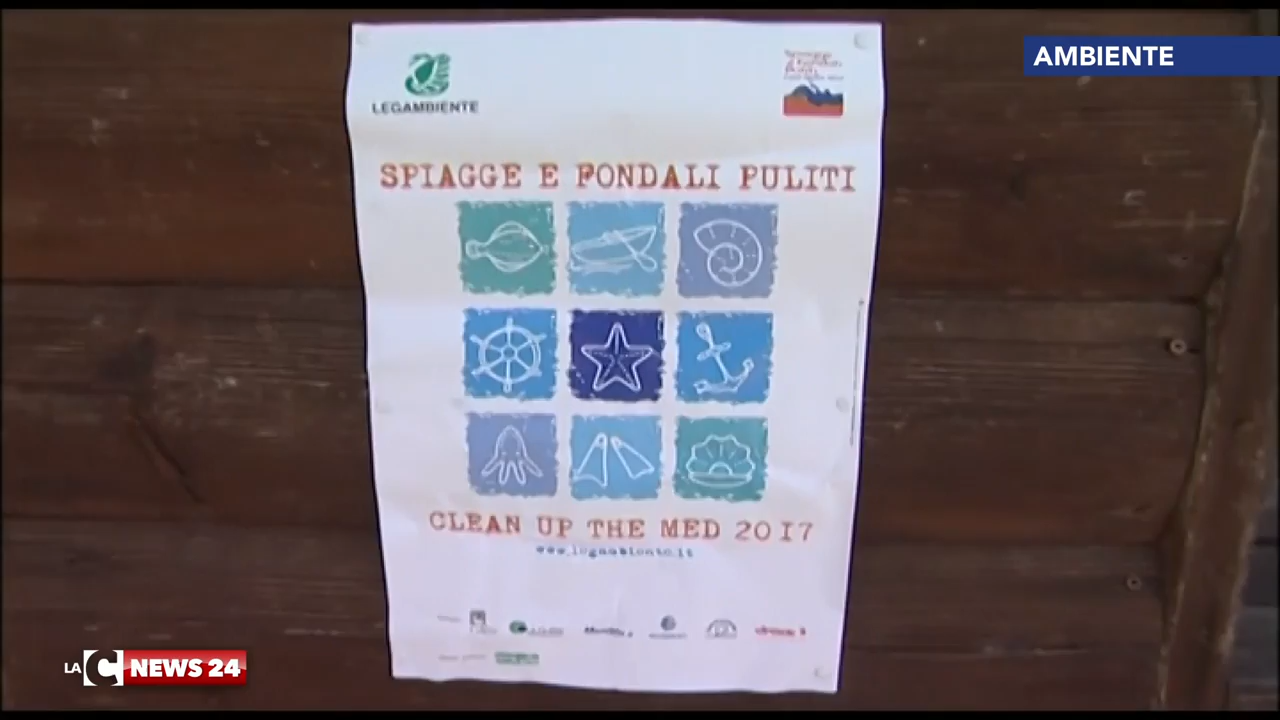 AMBIENTE
LEGAMBIENTE
SPIAGGE E FONDALI PULITI
CLEAN UP THE MED 2017
www.legambiente.it
LA C NEWS 24